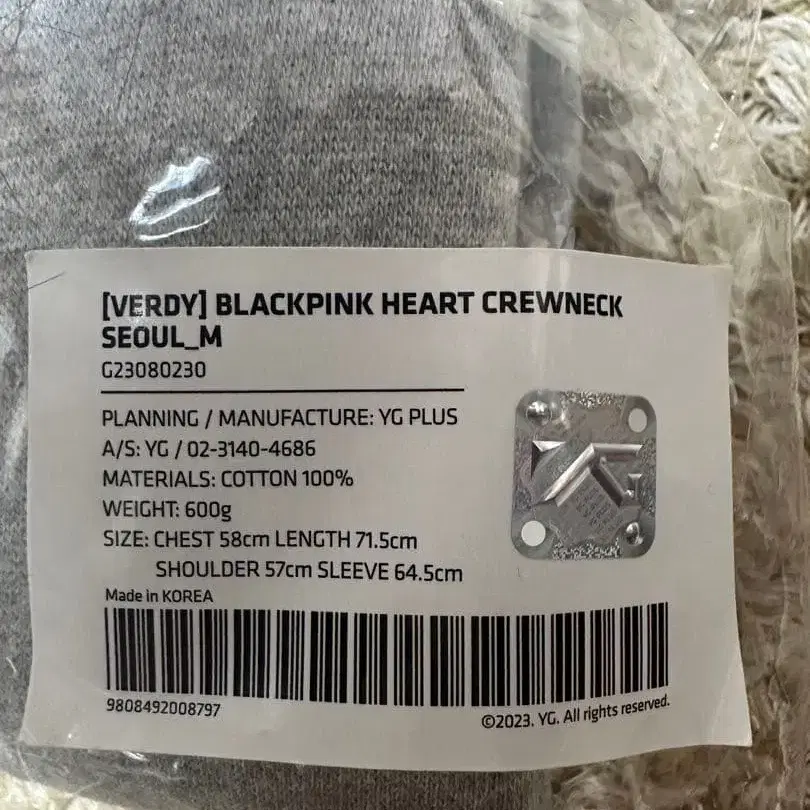 [VERDY] BLACKPINK HEART CREWNECK
SEOUL_M
G23080230
PLANNING / MANUFACTURE: YG PLUS
A/S: YG / 02-3140-4686
MATERIALS: COTTON 100%
WEIGHT: 600g
SIZE: CHEST 58cm LENGTH 71.5cm
SHOULDER 57cm SLEEVE 64.5cm
Made in KOREA
YG
9808492008797
©2023. YG. All rights reserved.